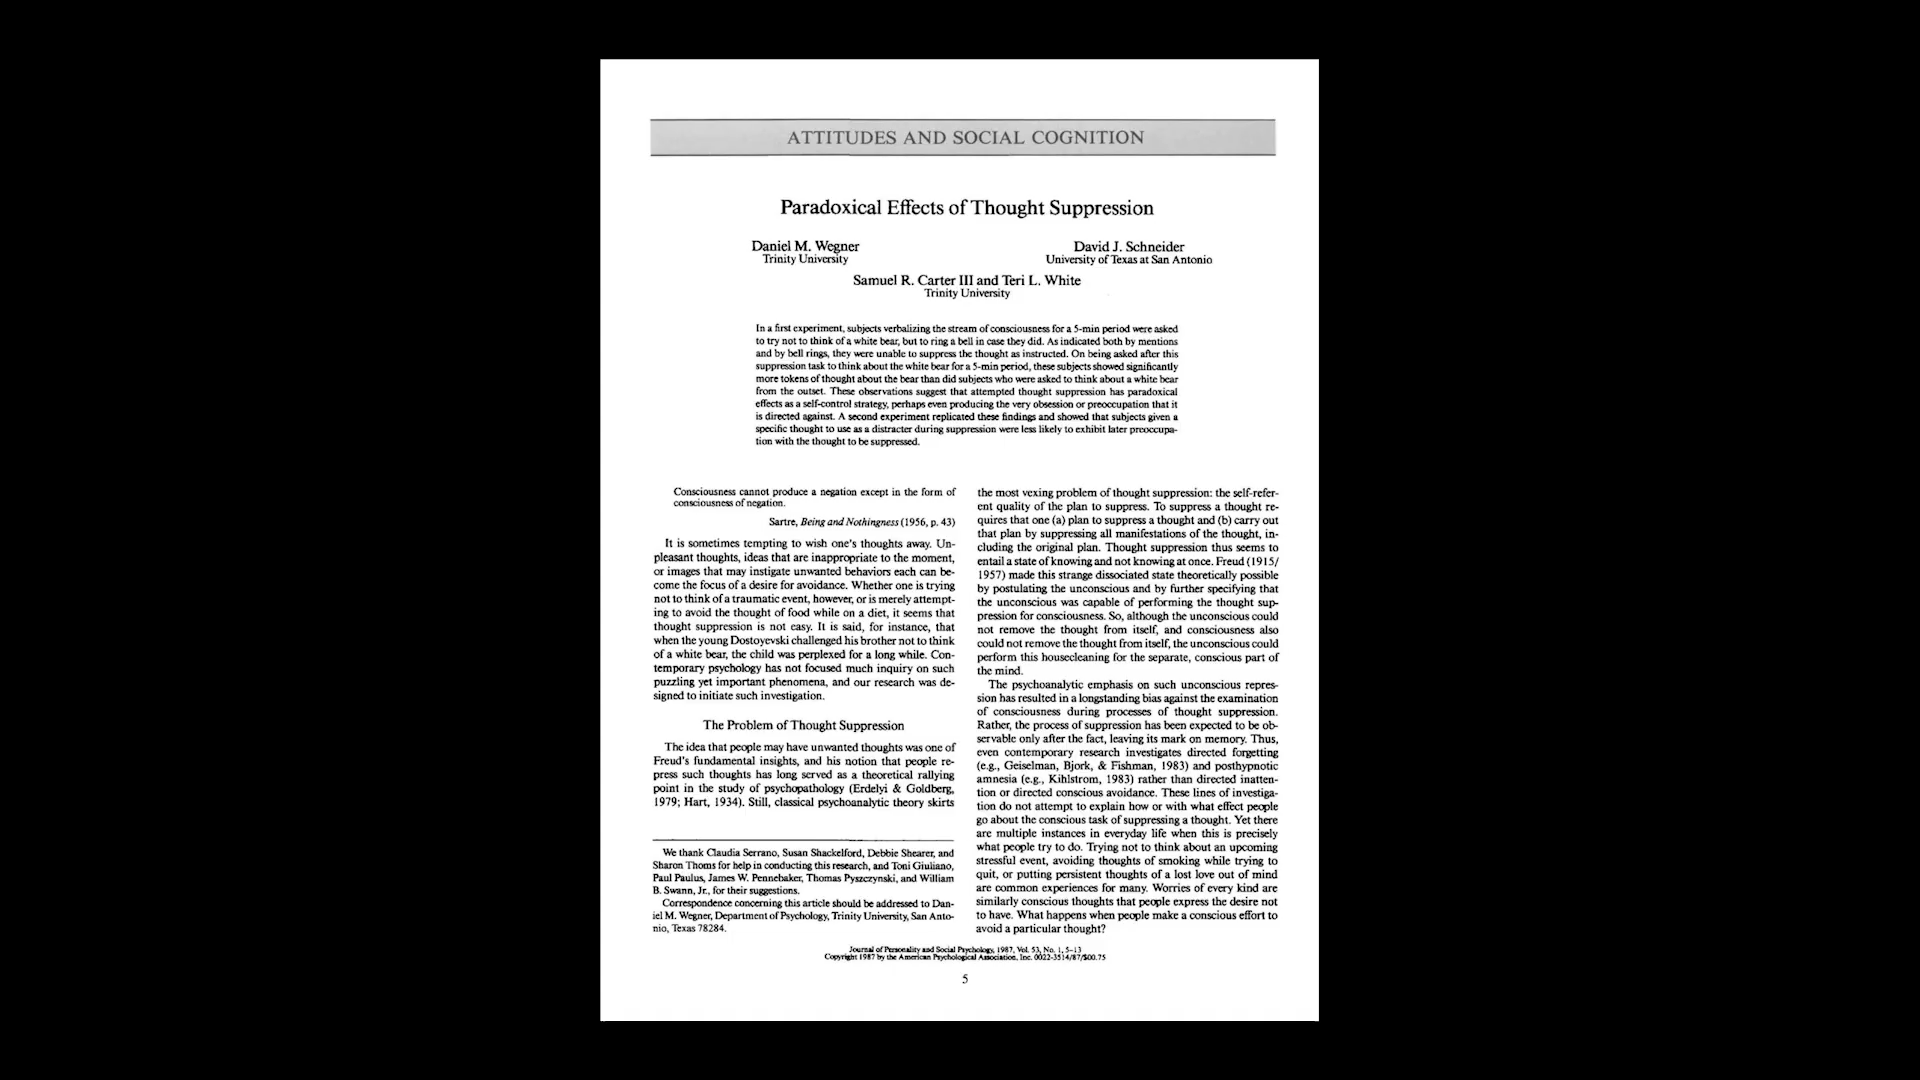 ATTITUDES AND SOCIAL COGNITION
Paradoxical Effects of Thought Suppression
Daniel M. Wegner
Trinity University
David J. Schneider
University of Texas at San Antonio
Samuel R. Carter III and Teri L. White
Trinity University
In a first experiment, subjects verbalizing the stream of consciousness for a 5-min period were asked
to try not to think of a white bear, but to ring a bell in case they did. As indicated both by mentions
and by bell rings, they were unable to suppress the thought as instructed. On being asked after this
suppression task to think about the white bear for a 5-min period, these subjects showed significantly
more tokens of thought about the bear than did subjects who were asked to think about a white bear
from the outset. These observations suggest that attempted thought suppression has paradoxical
effects as a self-control strategy, perhaps even producing the very obsession or preoccupation that it
is directed against. A second experiment replicated these findings and showed that subjects given a
specific thought to use as a distracter during suppression were less likely to exhibit later preoccupa-
tion with the thought to be suppressed.
Consciousness cannot produce a negation except in the form of
consciousness of negation.
Sartre, Being and Nothingness (1956, p. 43)
It is sometimes tempting to wish one's thoughts away. Un-
pleasant thoughts, ideas that are inappropriate to the moment,
or images that may instigate unwanted behaviors each can be-
come the focus of a desire for avoidance. Whether one is trying
not to think of a traumatic event, however, or is merely attempt-
ing to avoid the thought of food while on a diet, it seems that
thought suppression is not easy. It is said, for instance, that
when the young Dostoyevski challenged his brother not to think
of a white bear, the child was perplexed for a long while. Con-
temporary psychology has not focused much inquiry on such
puzzling yet important phenomena, and our research was de-
signed to initiate such investigation.
The Problem of Thought Suppression
The idea that people may have unwanted thoughts was one of
Freud's fundamental insights, and his notion that people re-
press such thoughts has long served as a theoretical rallying
point in the study of psychopathology (Erdelyi & Goldberg,
1979; Hart, 1934). Still, classical psychoanalytic theory skirts
We thank Claudia Serrano, Susan Shackelford, Debbie Shearer, and
Sharon Thoms for help in conducting this research, and Toni Giuliano,
Paul Paulus, James W. Pennebaker, Thomas Pyszczynski, and William
B. Swann, Jr., for their suggestions.
Correspondence concerning this article should be addressed to Dan-
iel M. Wegner, Department of Psychology, Trinity University, San Anto-
nio, Texas 78284.
the most vexing problem of thought suppression: the self-refer-
ent quality of the plan to suppress. To suppress a thought re-
quires that one (a) plan to suppress a thought and (b) carry out
that plan by suppressing all manifestations of the thought, in-
cluding the original plan. Thought suppression thus seems to
entail a state of knowing and not knowing at once. Freud (1915/
1957) made this strange dissociated state theoretically possible
by postulating the unconscious and by further specifying that
the unconscious was capable of performing the thought sup-
pression for consciousness. So, although the unconscious could
not remove the thought from itself, and consciousness also
could not remove the thought from itself, the unconscious could
perform this housecleaning for the separate, conscious part of
the mind.
The psychoanalytic emphasis on such unconscious repres-
sion has resulted in a longstanding bias against the examination
of consciousness during processes of thought suppression.
Rather, the process of suppression has been expected to be ob-
servable only after the fact, leaving its mark on memory. Thus,
even contemporary research investigates directed forgetting
(e.g., Geiselman, Bjork, & Fishman, 1983) and posthypnotic
amnesia (e.g., Kihlstrom, 1983) rather than directed inatten-
tion or directed conscious avoidance. These lines of investiga-
tion do not attempt to explain how or with what effect people
go about the conscious task of suppressing a thought. Yet there
are multiple instances in everyday life when this is precisely
what people try to do. Trying not to think about an upcoming
stressful event, avoiding thoughts of smoking while trying to
quit, or putting persistent thoughts of a lost love out of mind
are common experiences for many. Worries of every kind are
similarly conscious thoughts that people express the desire not
to have. What happens when people make a conscious effort to
avoid a particular thought?
Journal of Personality and Social Psychology, 1987, Vol. 53, No. 1, 5-13
Copyright 1987 by the American Psychological Association, Inc. 0022-3514/87/$00.75
5